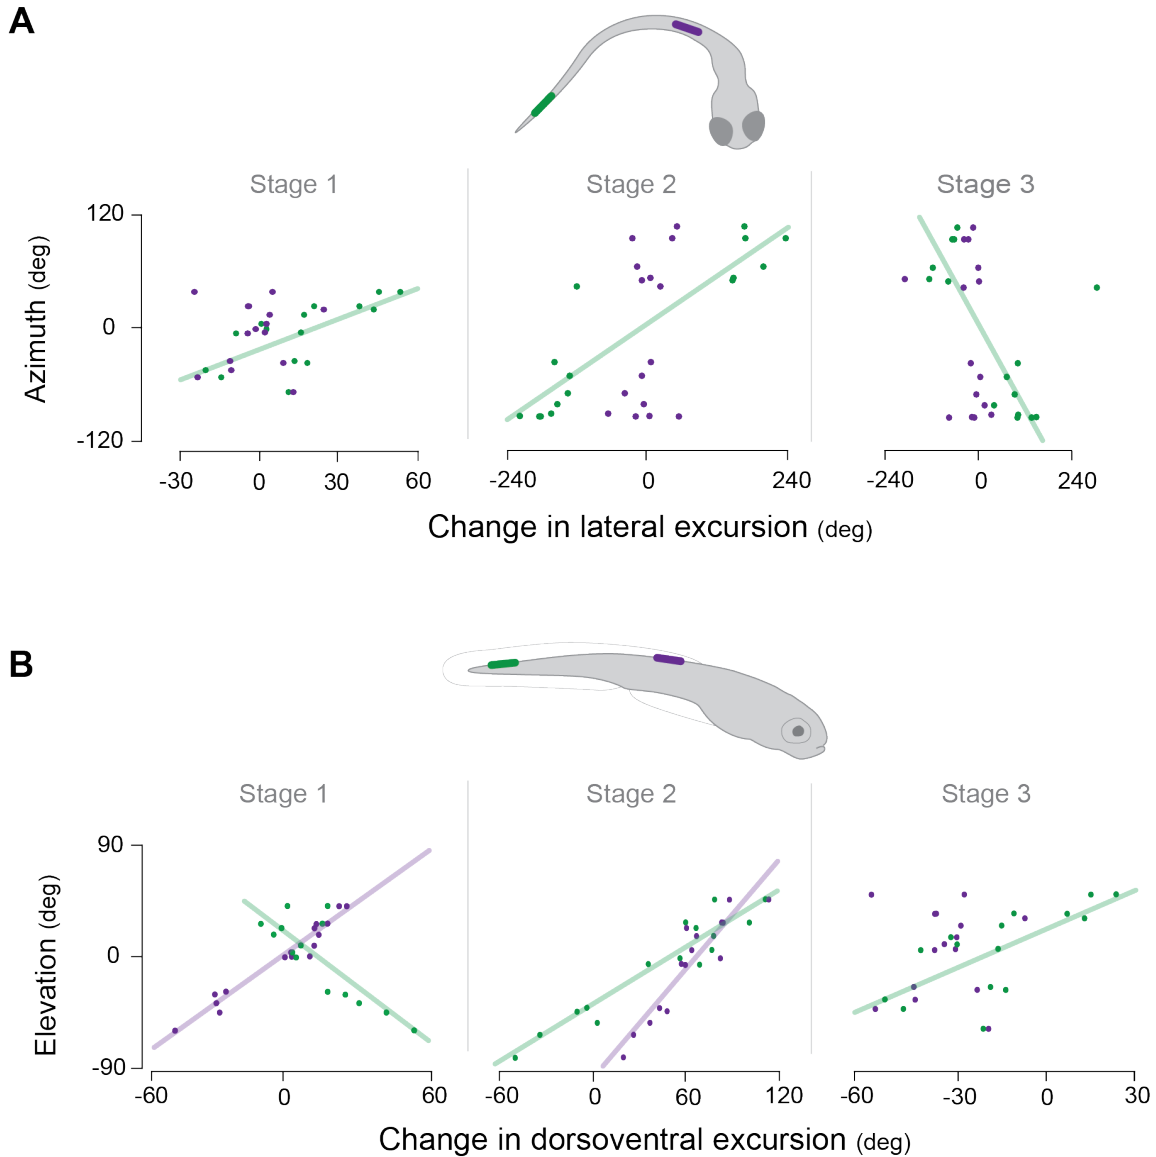 A
Stage 1
Stage 2
Stage 3
Azimuth (deg)
120
0
-120
-30 0 30 60
-240 0 240
-240 0 240
Change in lateral excursion (deg)
B
Stage 1
Stage 2
Stage 3
Elevation (deg)
90
0
-90
-60 0 60
-60 0 60 120
-60 -30 0 30
Change in dorsoventral excursion (deg)